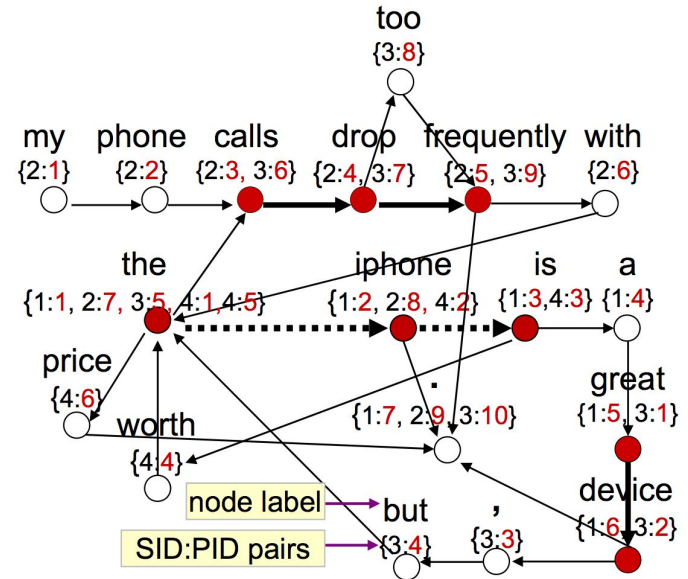 too
{3:8}
my phone calls drop frequently with
{2:1} {2:2} {2:3, 3:6} {2:4, 3:7} {2:5, 3:9} {2:6}
the iphone is a
{1:1, 2:7, 3:5, 4:1,4:5} {1:2, 2:8, 4:2} {1:3,4:3} {1:4}
price . great
{4:6} {1:7, 2:9, 3:10} {1:5, 3:1}
worth
{4:4}
node label but , device
SID:PID pairs {3:4} {3:3} {1:6, 3:2}